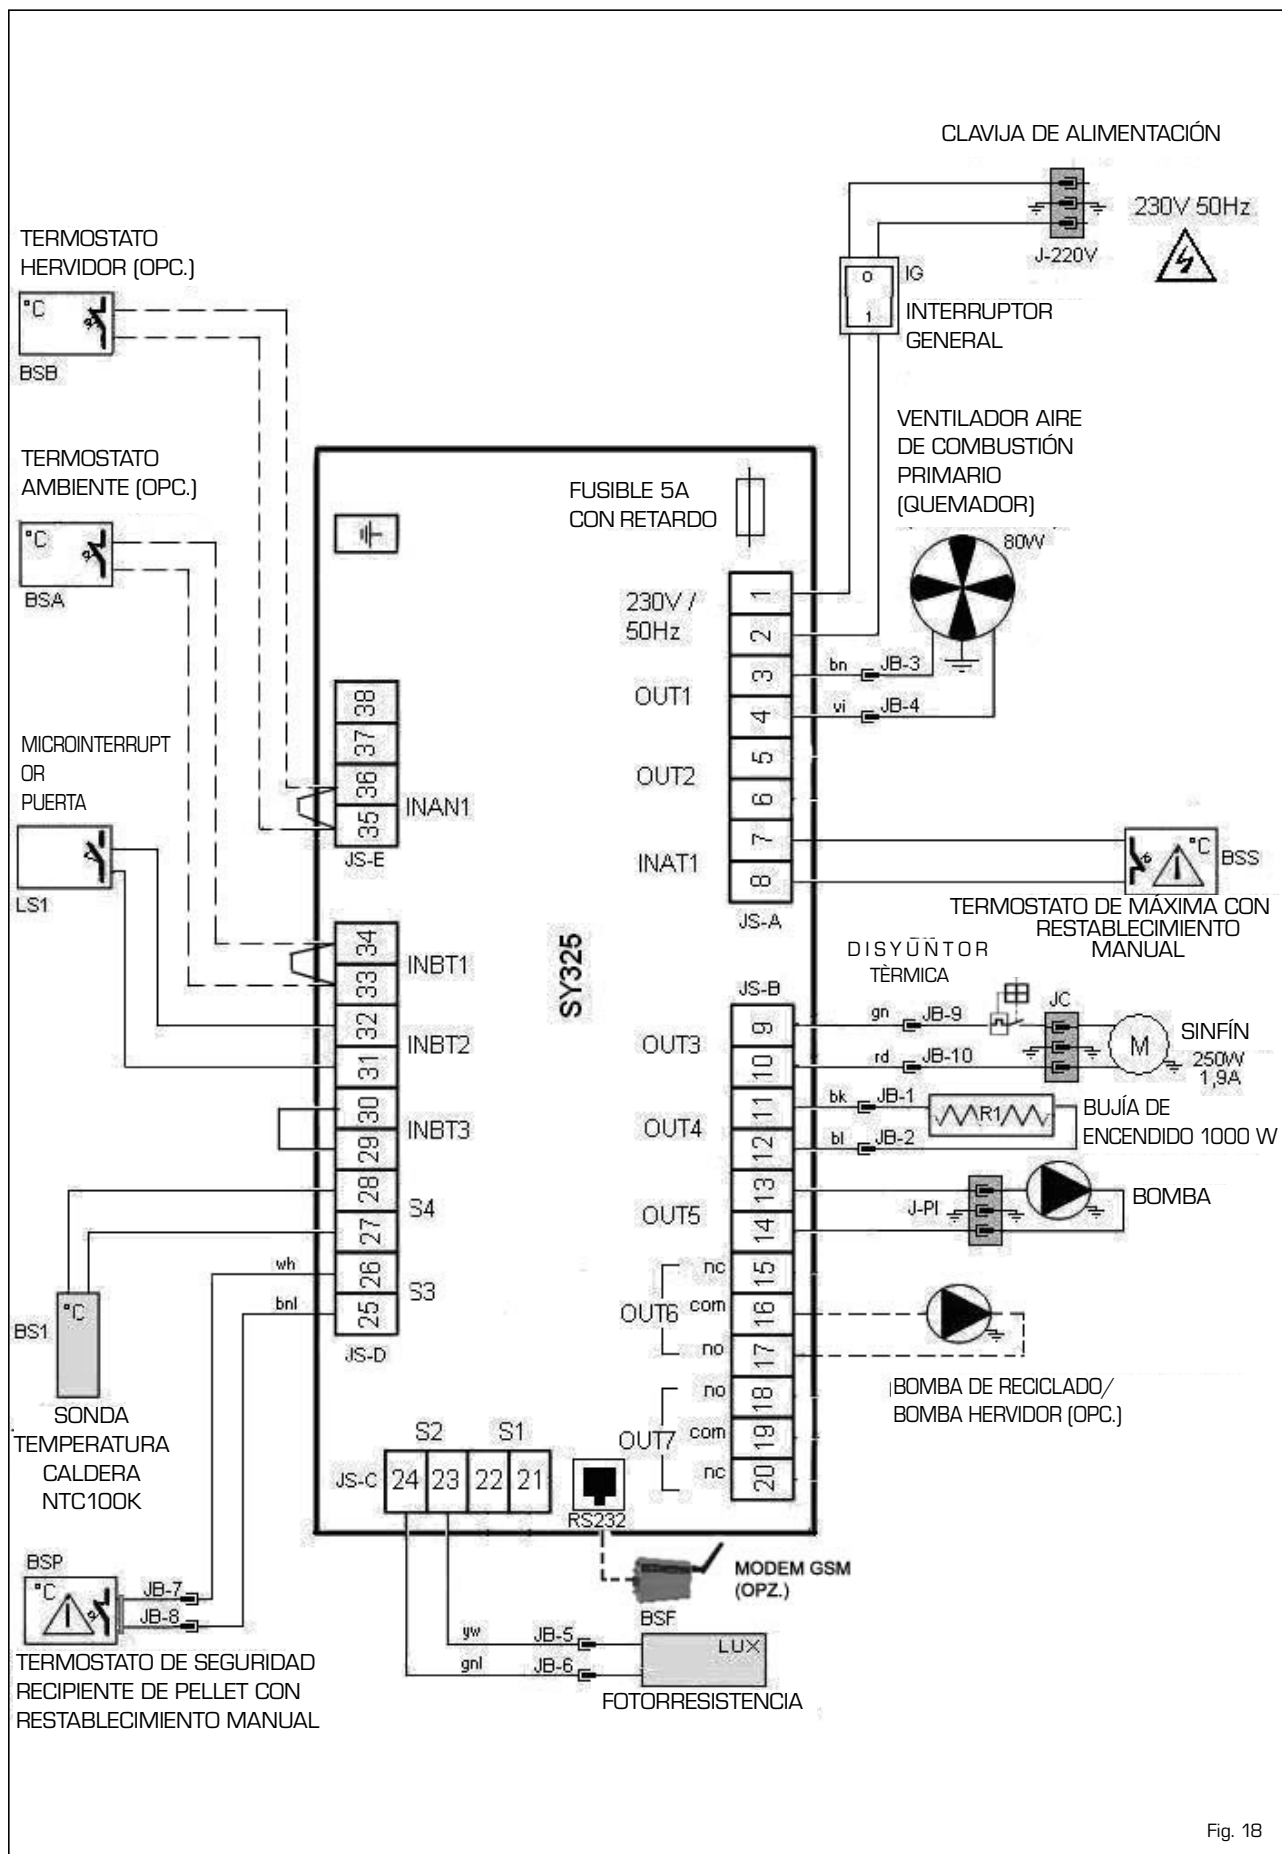 CLAVIJA DE ALIMENTACIÓN
230V 50Hz
J-220V
TERMOSTATO
HERVIDOR (OPC.)
°C
BSB
0
1
IG
INTERRUPTOR
GENERAL
VENTILADOR AIRE
DE COMBUSTIÓN
PRIMARIO
(QUEMADOR)
80W
TERMOSTATO
AMBIENTE (OPC.)
°C
BSA
FUSIBLE 5A
CON RETARDO
230V /
50Hz
1
2
3
4
5
6
7
8
OUT1
OUT2
INAT1
JS-A
bn
JB-3
vi
JB-4
38
37
36
35
INAN1
JS-E
MICROINTERRUPT
OR
PUERTA
LS1
°C
BSS
TERMOSTATO DE MÁXIMA CON
RESTABLECIMIENTO
MANUAL
SY325
34
33
32
31
30
29
28
27
26
25
INBT1
INBT2
INBT3
S4
S3
JS-D
DISYÜNTOR
TÈRMICA
JS-B
9
10
11
12
13
14
15
16
17
18
19
20
OUT3
OUT4
OUT5
OUT6
OUT7
nc
com
no
no
com
nc
gn
JB-9
rd
JB-10
JC
M
SINFÍN
250W
1,9A
bk
JB-1
bl
JB-2
R1
BUJÍA DE
ENCENDIDO 1000 W
J-PI
BOMBA
BOMBA DE RECICLADO/
BOMBA HERVIDOR (OPC.)
wh
bnl
°C
BS1
SONDA
TEMPERATURA
CALDERA
NTC100K
S2
S1
JS-C
24
23
22
21
RS232
MODEM GSM
(OPZ.)
BSP
°C
JB-7
JB-8
TERMOSTATO DE SEGURIDAD
RECIPIENTE DE PELLET CON
RESTABLECIMIENTO MANUAL
yw
JB-5
gnl
JB-6
BSF
LUX
FOTORRESISTENCIA
Fig. 18